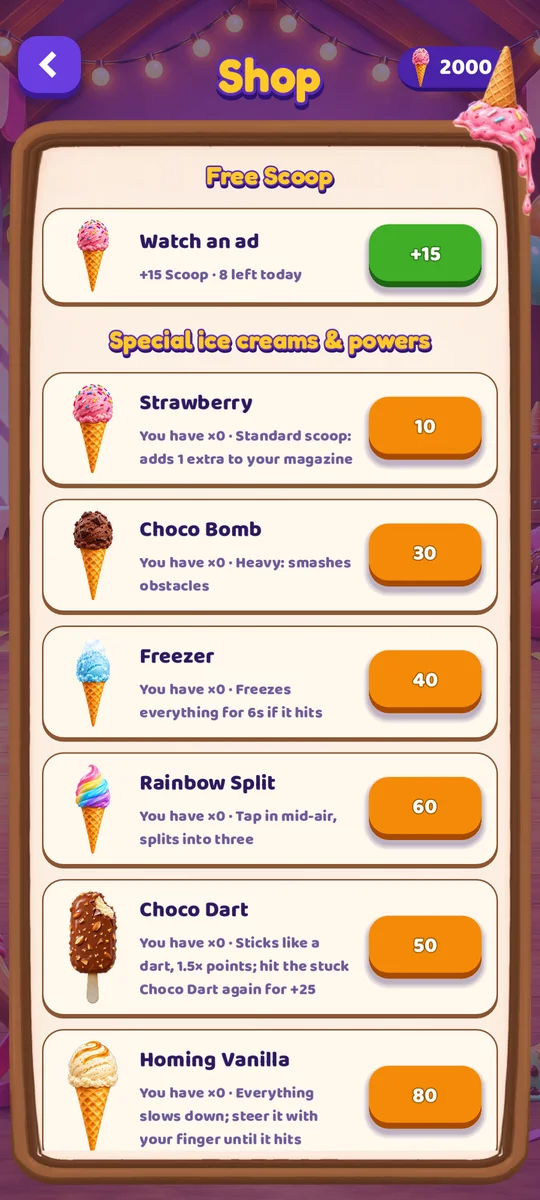 Shop
2000
Free Scoop
Watch an ad
+15 Scoop · 8 left today
+15
Special ice creams & powers
Strawberry
You have ×0 · Standard scoop:
adds 1 extra to your magazine
10
Choco Bomb
You have ×0 · Heavy: smashes
obstacles
30
Freezer
You have ×0 · Freezes
everything for 6s if it hits
40
Rainbow Split
You have ×0 · Tap in mid-air,
splits into three
60
Choco Dart
You have ×0 · Sticks like a
dart, 1.5× points; hit the stuck
Choco Dart again for +25
50
Homing Vanilla
You have ×0 · Everything
slows down; steer it with
your finger until it hits
80